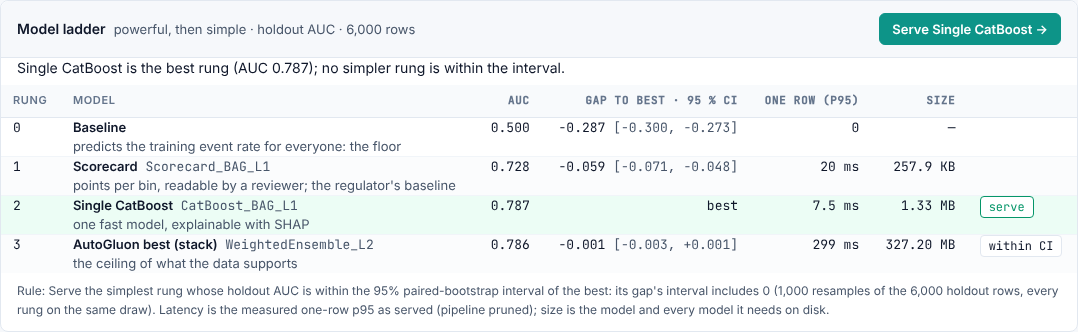 Model ladder powerful, then simple · holdout AUC · 6,000 rows Serve Single CatBoost →
Single CatBoost is the best rung (AUC 0.787); no simpler rung is within the interval.
RUNG MODEL AUC GAP TO BEST · 95 % CI ONE ROW (P95) SIZE
0 Baseline 0.500 -0.287 [-0.300, -0.273] 0 —
predicts the training event rate for everyone: the floor
1 Scorecard Scorecard_BAG_L1 0.728 -0.059 [-0.071, -0.048] 20 ms 257.9 KB
points per bin, readable by a reviewer; the regulator's baseline
2 Single CatBoost CatBoost_BAG_L1 0.787 best 7.5 ms 1.33 MB serve
one fast model, explainable with SHAP
3 AutoGluon best (stack) WeightedEnsemble_L2 0.786 -0.001 [-0.003, +0.001] 299 ms 327.20 MB within CI
the ceiling of what the data supports
Rule: Serve the simplest rung whose holdout AUC is within the 95% paired-bootstrap interval of the best: its gap's interval includes 0 (1,000 resamples of the 6,000 holdout rows, every
rung on the same draw). Latency is the measured one-row p95 as served (pipeline pruned); size is the model and every model it needs on disk.